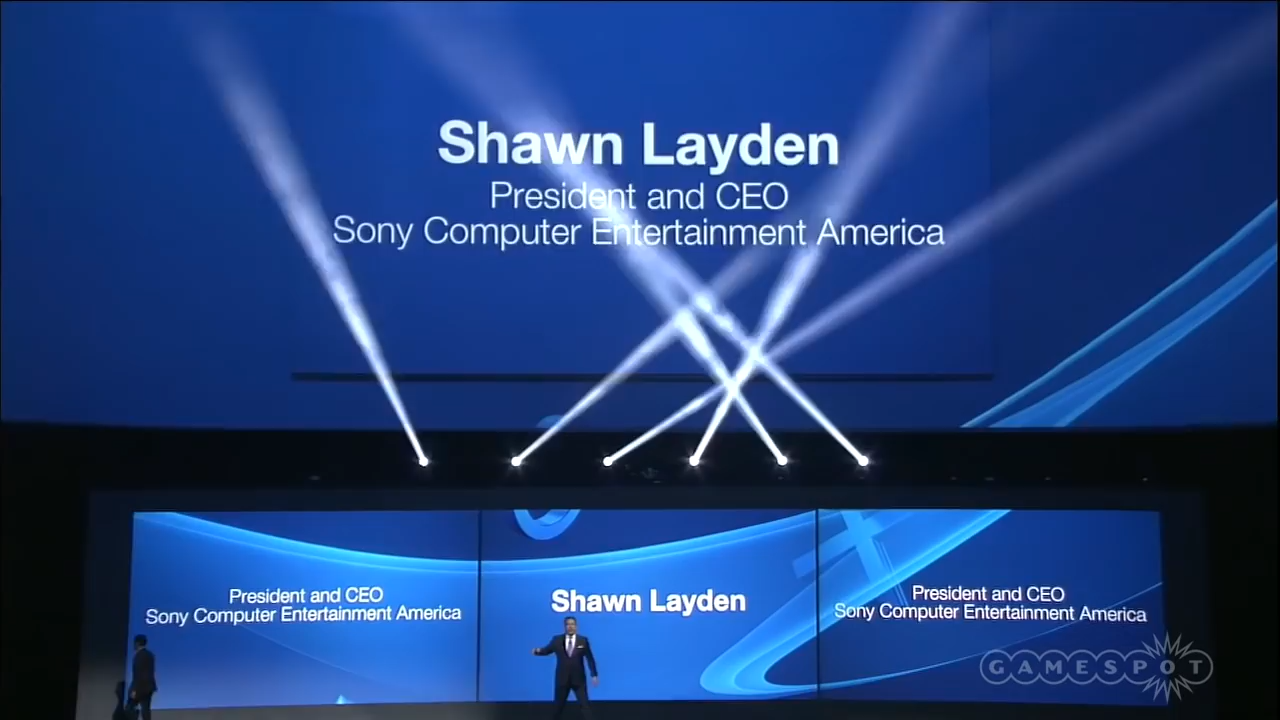 Shawn Layden
President and CEO
Sony Computer Entertainment America
President and CEO
Sony Computer Entertainment America
Shawn Layden
President and CEO
Sony Computer Entertainment America
GAMESPOT